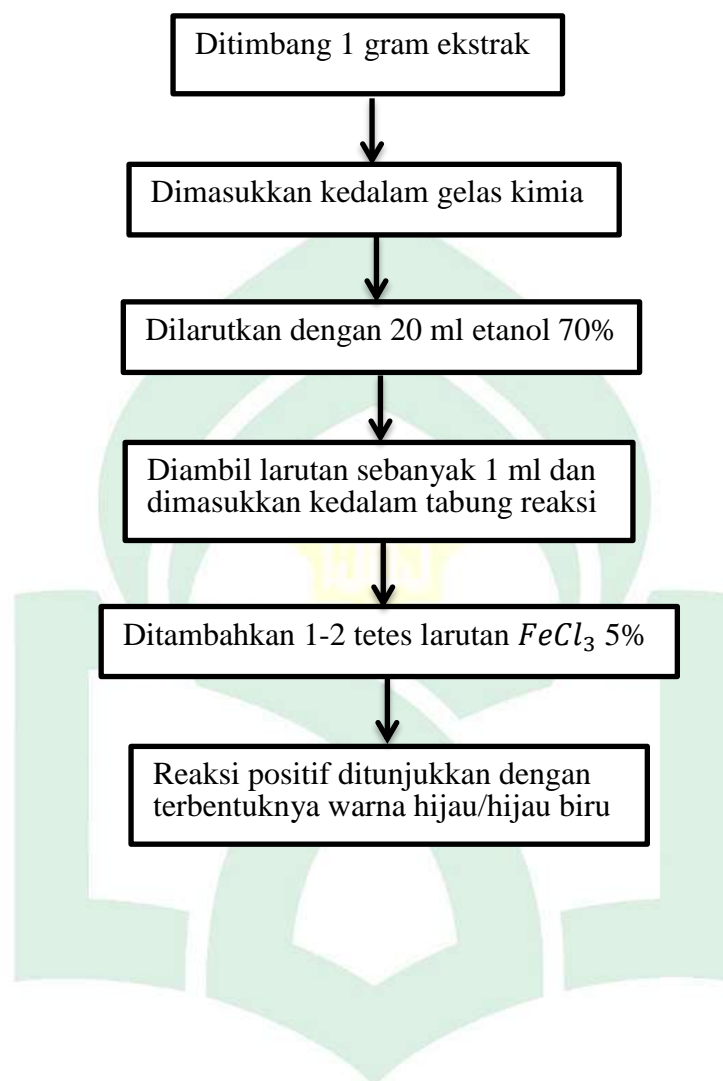 Ditimbang 1 gram ekstrak
Dimasukkan kedalam gelas kimia
Dilarutkan dengan 20 ml etanol 70%
Diambil larutan sebanyak 1 ml dan
dimasukkan kedalam tabung reaksi
Ditambahkan 1-2 tetes larutan FeCl₃ 5%
Reaksi positif ditunjukkan dengan
terbentuknya warna hijau/hijau biru